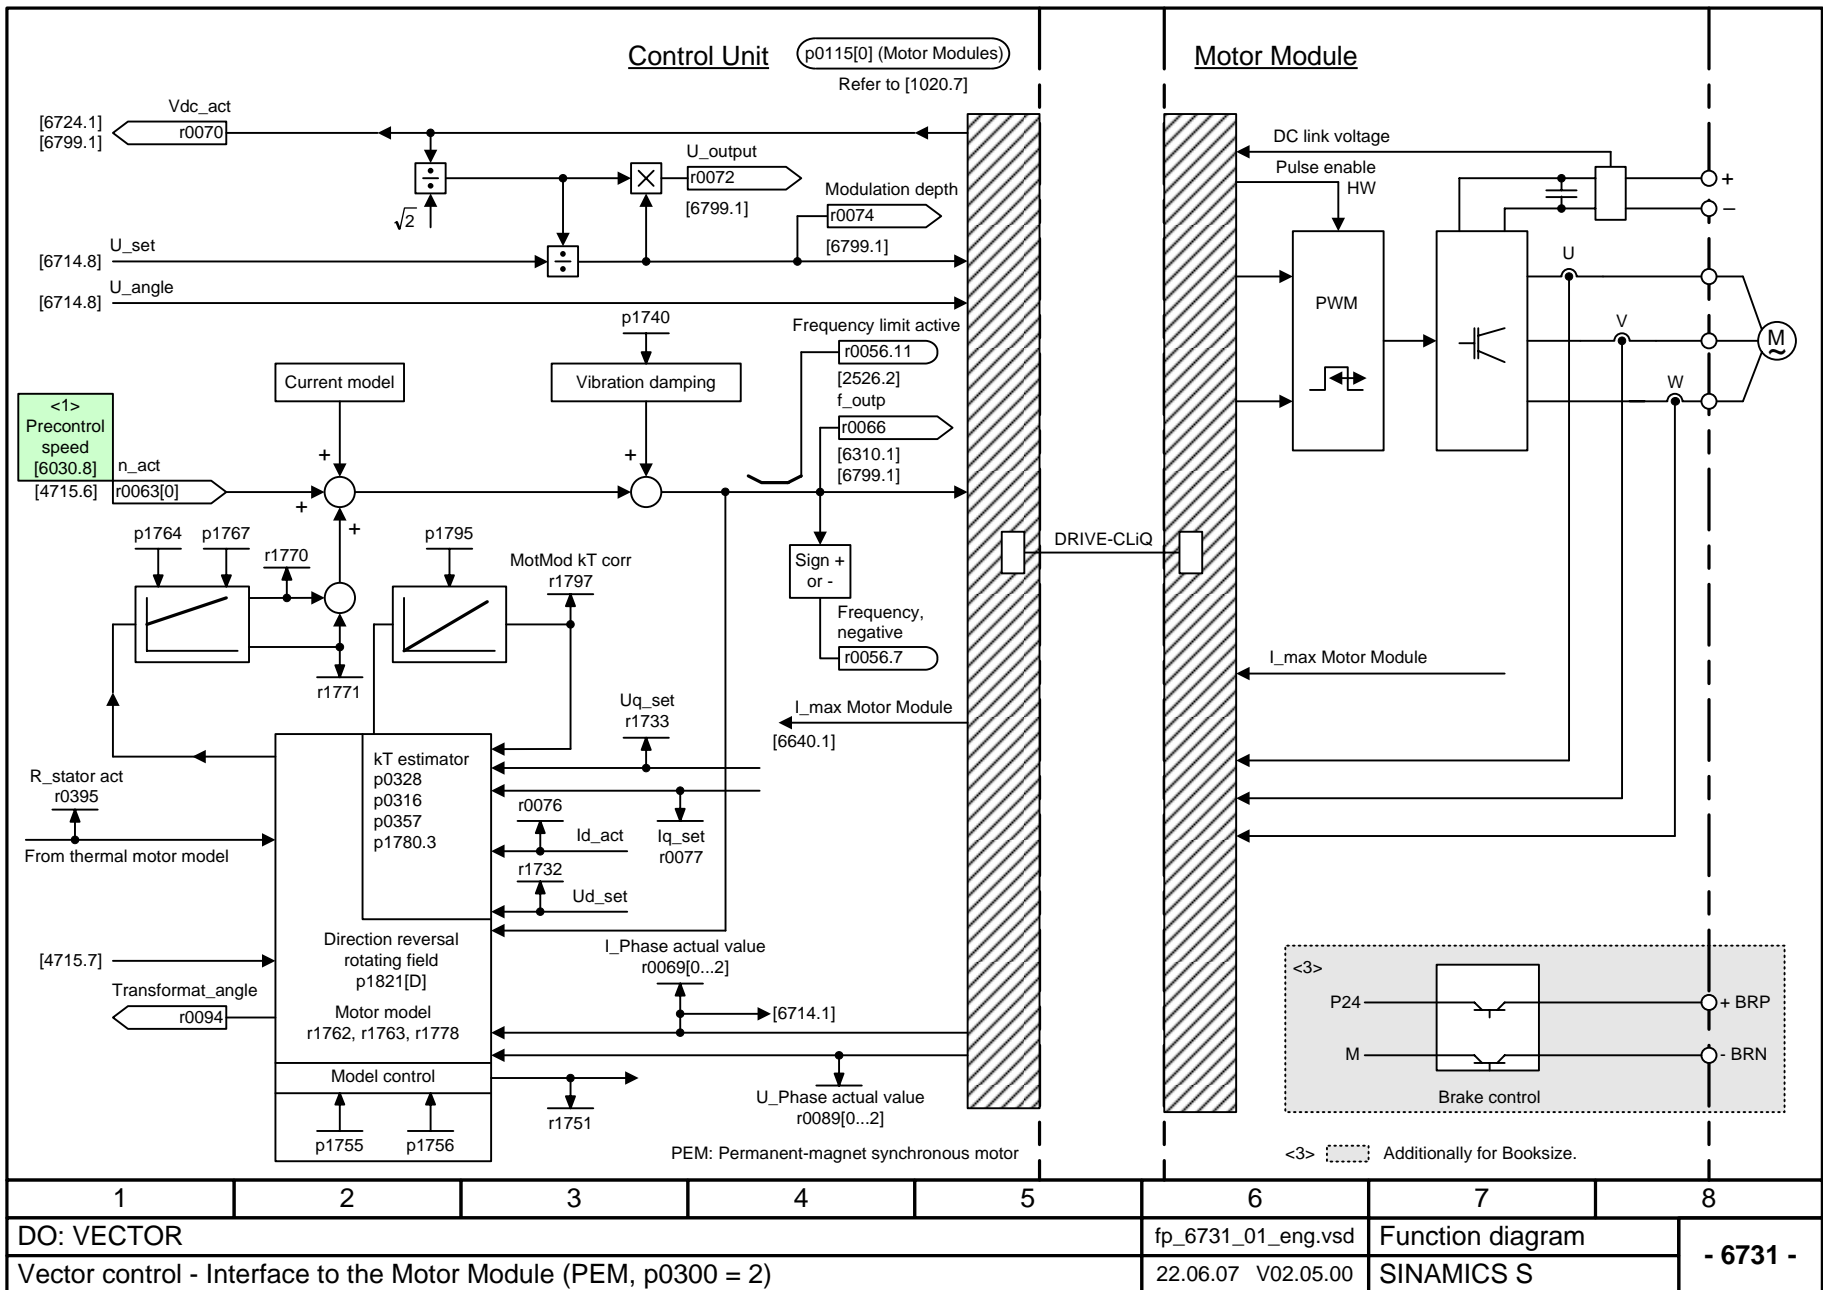 Control Unit
p0115[0] (Motor Modules)
Refer to [1020.7]
Motor Module
Vdc_act
[6724.1]
[6799.1]
r0070
÷
√2
U_output
r0072
[6799.1]
Modulation depth
r0074
[6799.1]
U_set
[6714.8]
÷
U_angle
[6714.8]
DC link voltage
Pulse enable
HW
+
–
PWM
U
V
W
M
~
p1740
Frequency limit active
r0056.11
[2526.2]
f_outp
r0066
[6310.1]
[6799.1]
Current model
Vibration damping
<1>
Precontrol
speed
[6030.8]
n_act
[4715.6]
r0063[0]
+
+
+
+
p1764
p1767
r1770
p1795
MotMod kT corr
r1797
r1771
Sign +
or -
Frequency,
negative
r0056.7
DRIVE-CLiQ
I_max Motor Module
I_max Motor Module
[6640.1]
Uq_set
r1733
kT estimator
p0328
p0316
p0357
p1780.3
R_stator act
r0395
From thermal motor model
r0076
Id_act
Iq_set
r0077
r1732
Ud_set
Direction reversal
rotating field
p1821[D]
Motor model
r1762, r1763, r1778
[4715.7]
Transformat_angle
r0094
I_Phase actual value
r0069[0...2]
[6714.1]
Model control
p1755
p1756
r1751
U_Phase actual value
r0089[0...2]
PEM: Permanent-magnet synchronous motor
<3>
P24
+ BRP
M
- BRN
Brake control
<3> Additionally for Booksize.
1 2 3 4 5 6 7 8
DO: VECTOR
fp_6731_01_eng.vsd
Function diagram
- 6731 -
Vector control - Interface to the Motor Module (PEM, p0300 = 2)
22.06.07 V02.05.00
SINAMICS S